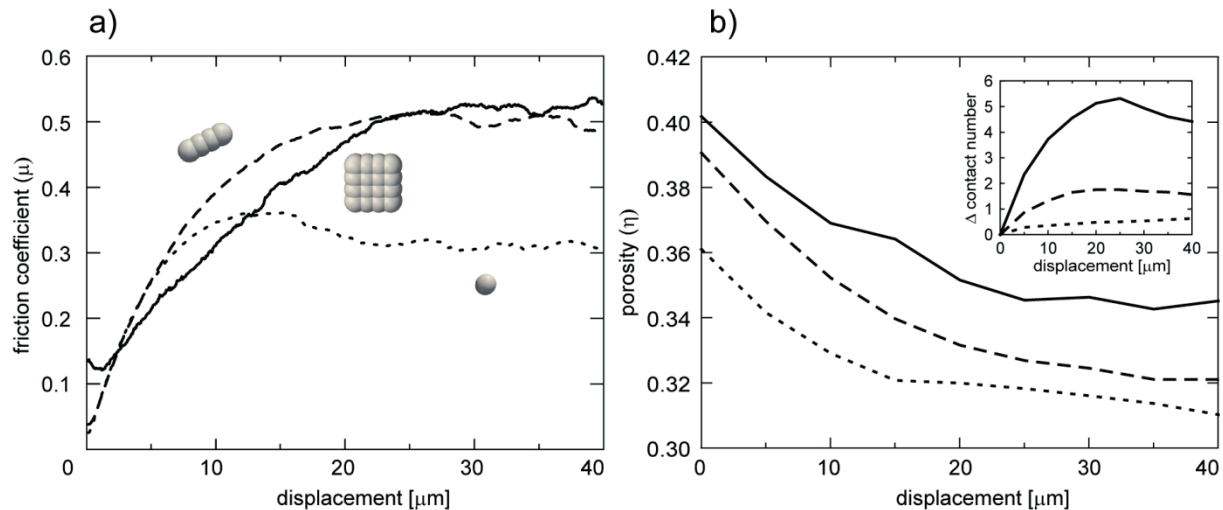 a)
0.6
0.5
0.4
0.3
0.2
0.1
friction coefficient (μ)
0 10 20 30 40
displacement [μm]
b)
0.42
0.40
0.38
0.36
0.34
0.32
0.30
porosity (η)
0 10 20 30 40
displacement [μm]
6
5
4
3
2
1
0
Δ contact number
0 10 20 30 40
displacement [μm]